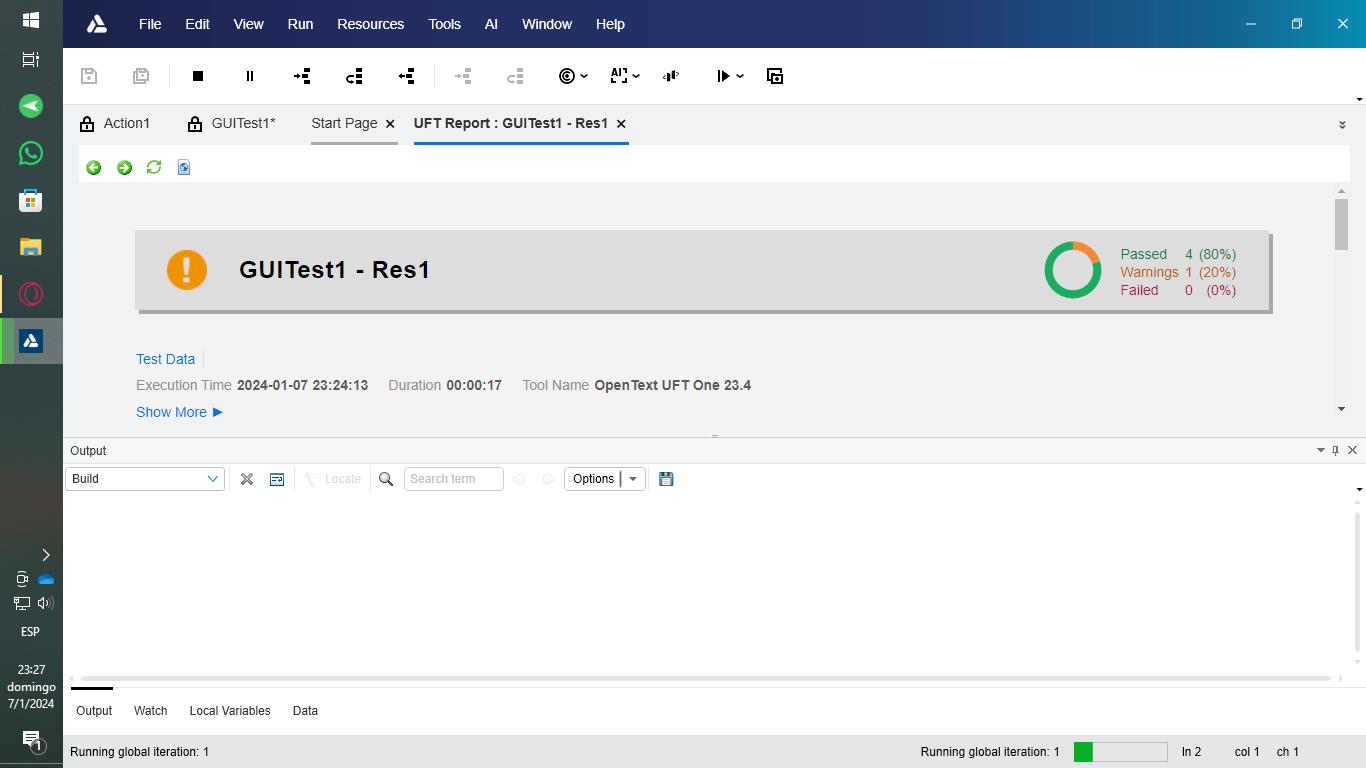 File Edit View Run Resources Tools AI Window Help
AI
Action1 GUITest1* Start Page UFT Report : GUITest1 - Res1
GUITest1 - Res1
Passed 4 (80%)
Warnings 1 (20%)
Failed 0 (0%)
Test Data
Execution Time 2024-01-07 23:24:13 Duration 00:00:17 Tool Name OpenText UFT One 23.4
Show More
Output
Build Locate Search term Options
ESP
23:27
domingo
7/1/2024
1
Output Watch Local Variables Data
Running global iteration: 1 Running global iteration: 1 ln 2 col 1 ch 1